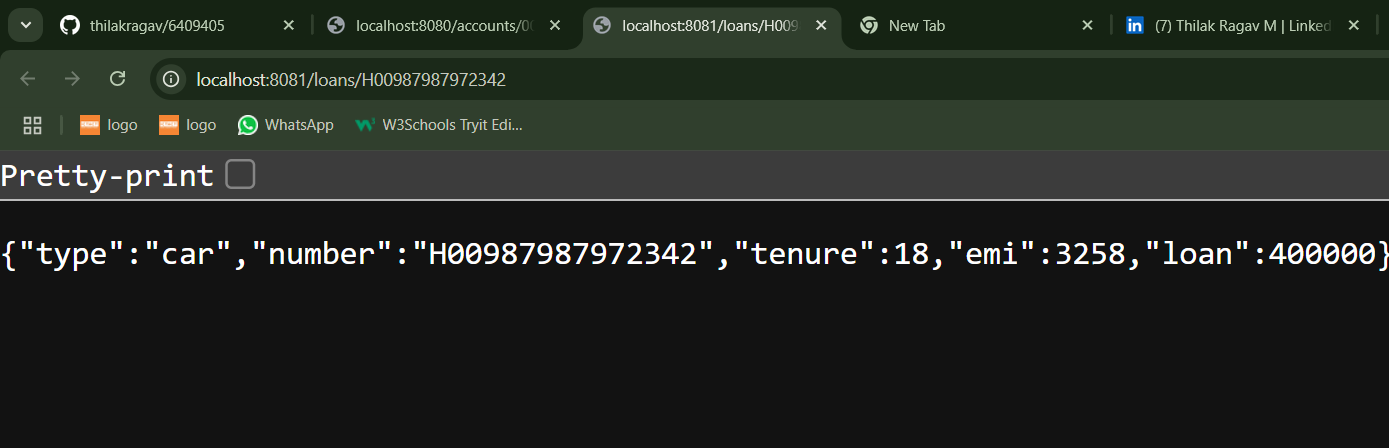 thilakragav/6409405
localhost:8080/accounts/00
localhost:8081/loans/H009
New Tab
(7) Thilak Ragav M | Linked
localhost:8081/loans/H00987987972342
logo
logo
WhatsApp
W3Schools Tryit Edi...
Pretty-print
{"type":"car","number":"H00987987972342","tenure":18,"emi":3258,"loan":400000}